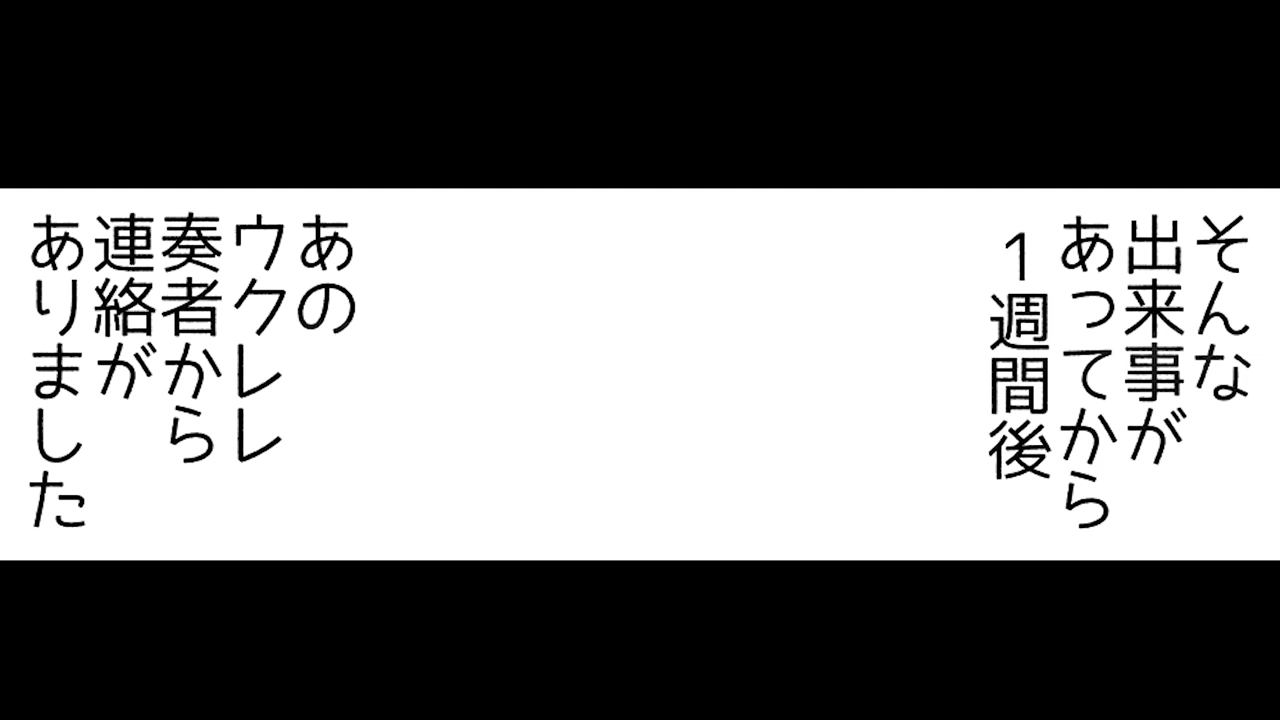 そんな
出来事が
あってから
1週間後
あの
ウクレレ
奏者から
連絡が
ありました